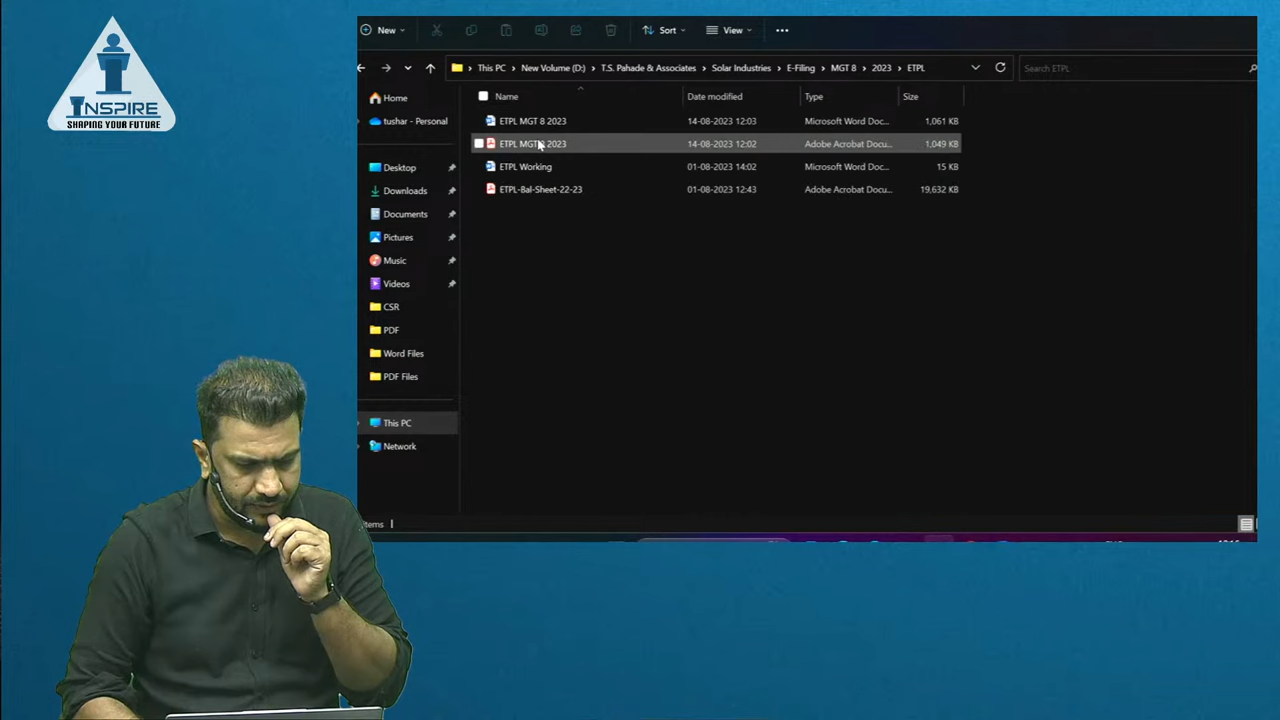 INSPIRE
SHAPING YOUR FUTURE
New
Sort
View
This PC > New Volume (D:) > T.S. Pahade & Associates > Solar Industries > E-Filing > MGT 8 > 2023 > ETPL
Search ETPL
Name Date modified Type Size
ETPL MGT 8 2023 14-08-2023 12:03 Microsoft Word Doc... 1,061 KB
ETPL MGT 8 2023 14-08-2023 12:02 Adobe Acrobat Docu... 1,049 KB
ETPL Working 01-08-2023 14:02 Microsoft Word Doc... 15 KB
ETPL-Bal-Sheet-22-23 01-08-2023 12:43 Adobe Acrobat Docu... 19,632 KB
Home
tushar - Personal
Desktop
Downloads
Documents
Pictures
Music
Videos
CSR
PDF
Word Files
PDF Files
This PC
Network
items